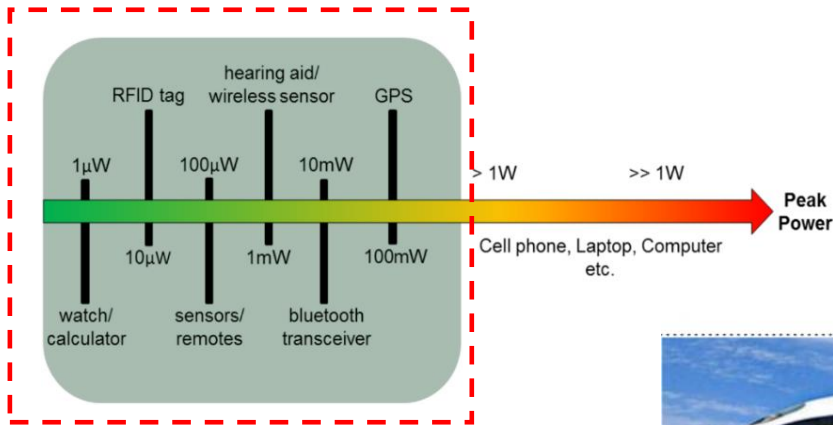 hearing aid/
RFID tag wireless sensor GPS
1µW 100µW 10mW > 1W >> 1W
Peak
Power
10µW 1mW 100mW Cell phone, Laptop, Computer
etc.
watch/ sensors/ bluetooth
calculator remotes transceiver